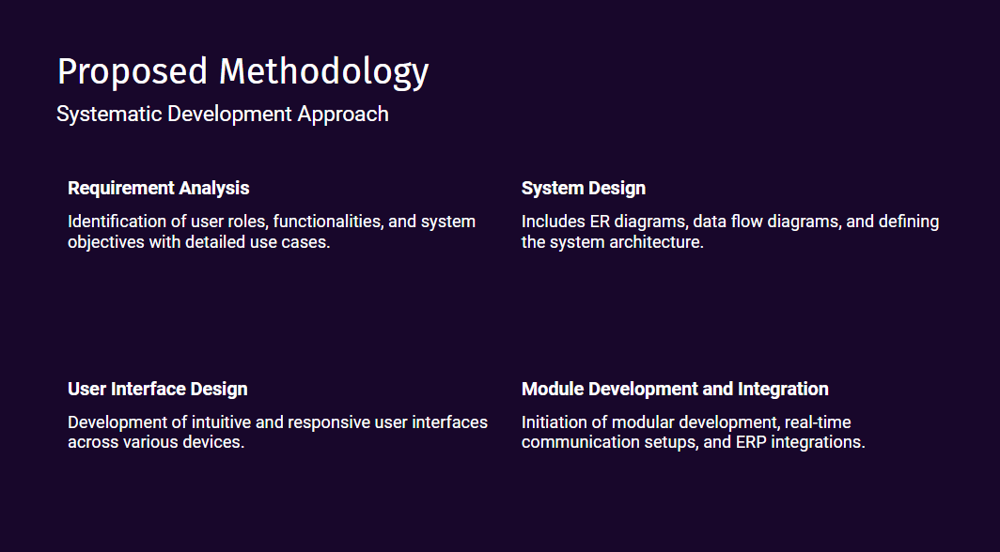 Proposed Methodology
Systematic Development Approach
Requirement Analysis
Identification of user roles, functionalities, and system
objectives with detailed use cases.
System Design
Includes ER diagrams, data flow diagrams, and defining
the system architecture.
User Interface Design
Development of intuitive and responsive user interfaces
across various devices.
Module Development and Integration
Initiation of modular development, real-time
communication setups, and ERP integrations.